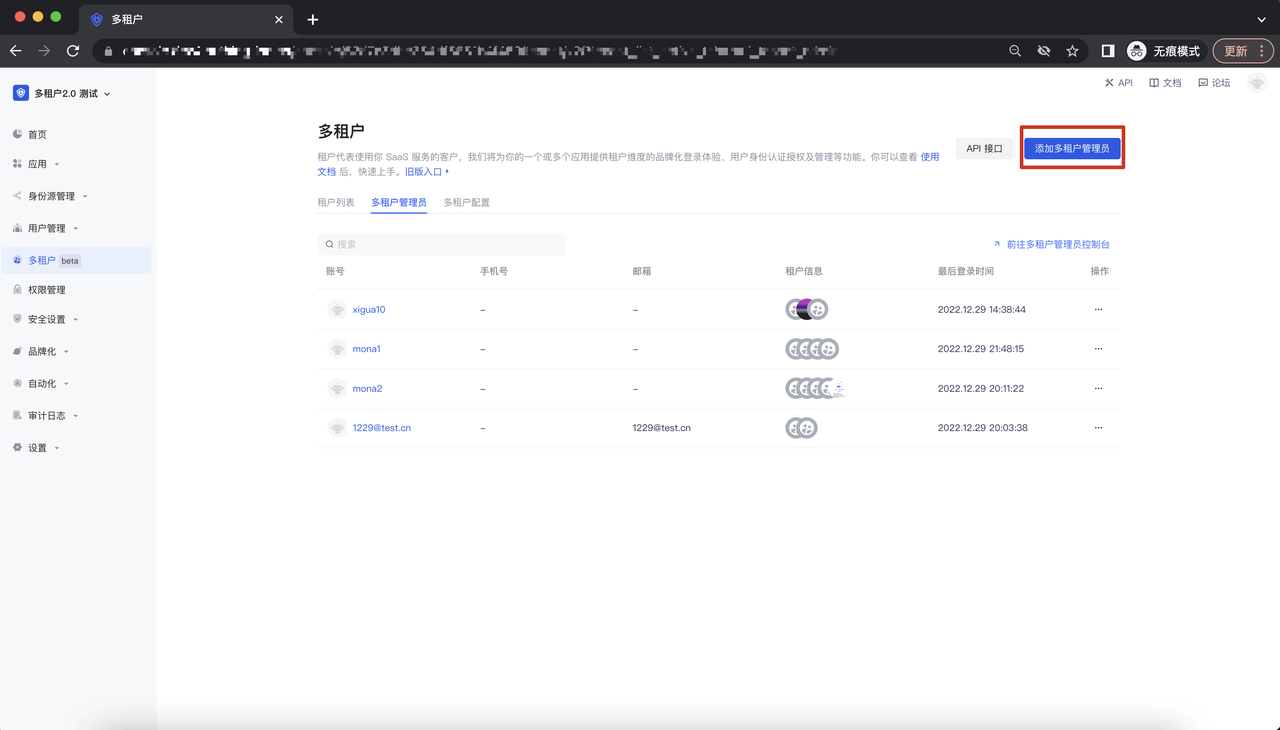 多租户
无痕模式
更新
多租户2.0 测试
API
文档
论坛
首页
应用
身份源管理
用户管理
多租户 beta
权限管理
安全设置
品牌化
自动化
审计日志
设置
多租户
租户代表使用你 SaaS 服务的客户，我们将为你的一个或多个应用提供租户维度的品牌化登录体验、用户身份认证授权及管理等功能。你可以查看 使用
文档 后，快速上手。旧版入口
API 接口
添加多租户管理员
租户列表 多租户管理员 多租户配置
搜索
前往多租户管理员控制台
账号 手机号 邮箱 租户信息 最后登录时间 操作
xigua10 – – 2022.12.29 14:38:44 ···
mona1 – – 2022.12.29 21:48:15 ···
mona2 – – 2022.12.29 20:11:22 ···
1229@test.cn – 1229@test.cn 2022.12.29 20:03:38 ···